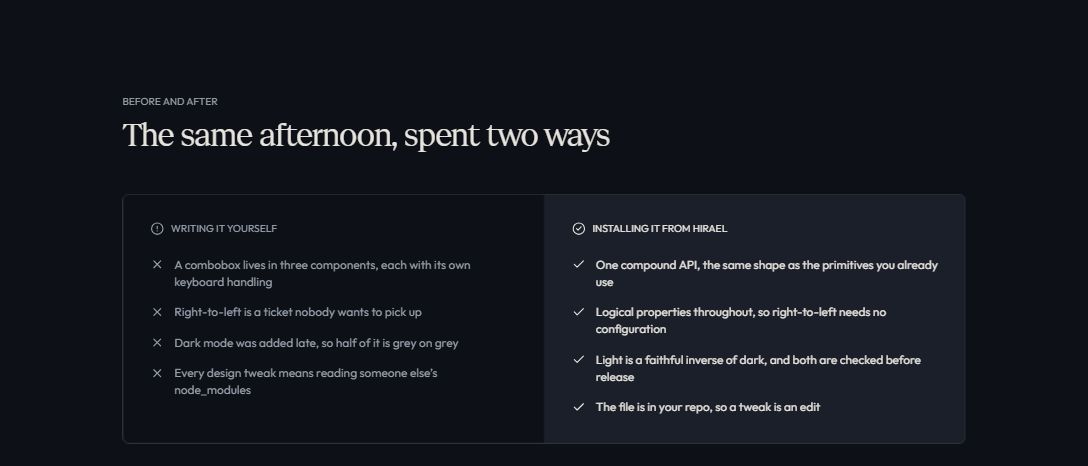 BEFORE AND AFTER
The same afternoon, spent two ways
WRITING IT YOURSELF
A combobox lives in three components, each with its own
keyboard handling
Right-to-left is a ticket nobody wants to pick up
Dark mode was added late, so half of it is grey on grey
Every design tweak means reading someone else's
node_modules
INSTALLING IT FROM HIRAEL
One compound API, the same shape as the primitives you already
use
Logical properties throughout, so right-to-left needs no
configuration
Light is a faithful inverse of dark, and both are checked before
release
The file is in your repo, so a tweak is an edit